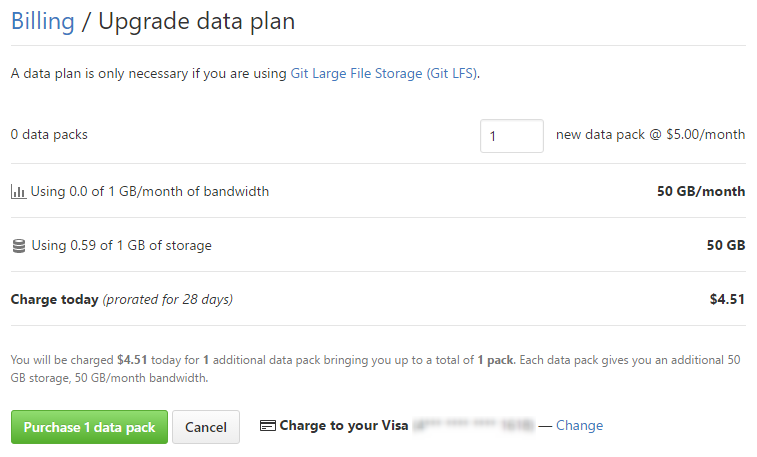 Billing / Upgrade data plan
A data plan is only necessary if you are using Git Large File Storage (Git LFS).
0 data packs 1 new data pack @ $5.00/month
Using 0.0 of 1 GB/month of bandwidth 50 GB/month
Using 0.59 of 1 GB of storage 50 GB
Charge today (prorated for 28 days) $4.51
You will be charged $4.51 today for 1 additional data pack bringing you up to a total of 1 pack. Each data pack gives you an additional 50
GB storage, 50 GB/month bandwidth.
Purchase 1 data pack Cancel Charge to your Visa — Change